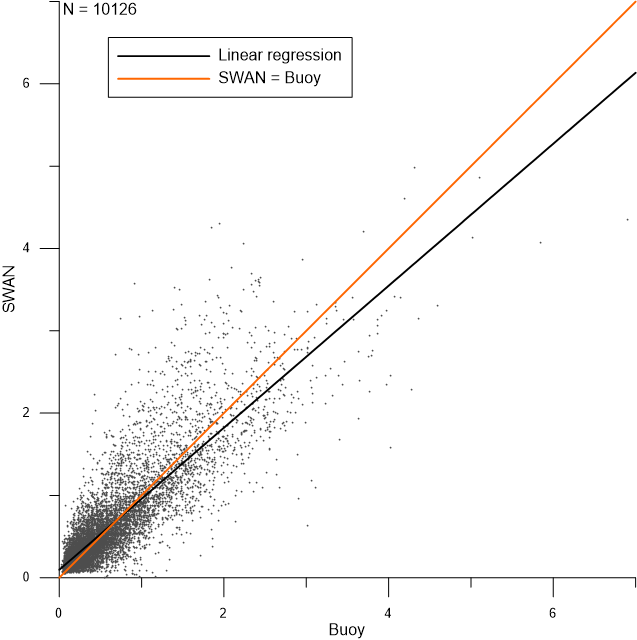 N = 10126
Linear regression
SWAN = Buoy
6
4
SWAN
2
0
0 2 4 6
Buoy